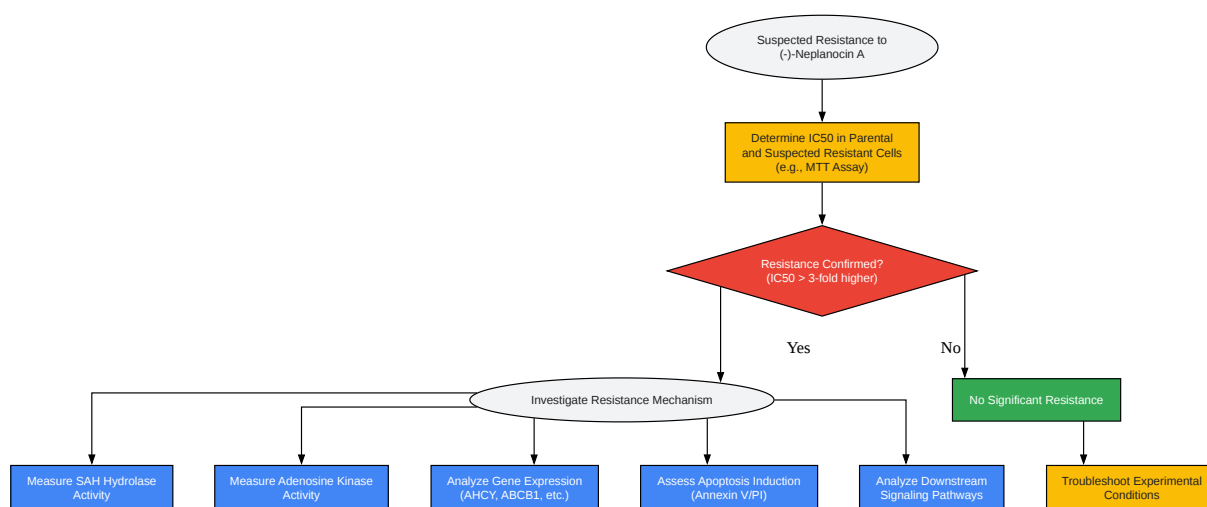 Suspected Resistance to
(-)-Neplanocin A
Determine IC50 in Parental
and Suspected Resistant Cells
(e.g., MTT Assay)
Resistance Confirmed?
(IC50 > 3-fold higher)
Yes
No
Investigate Resistance Mechanism
No Significant Resistance
Measure SAH Hydrolase
Activity
Measure Adenosine Kinase
Activity
Analyze Gene Expression
(AHCY, ABCB1, etc.)
Assess Apoptosis Induction
(Annexin V/PI)
Analyze Downstream
Signaling Pathways
Troubleshoot Experimental
Conditions